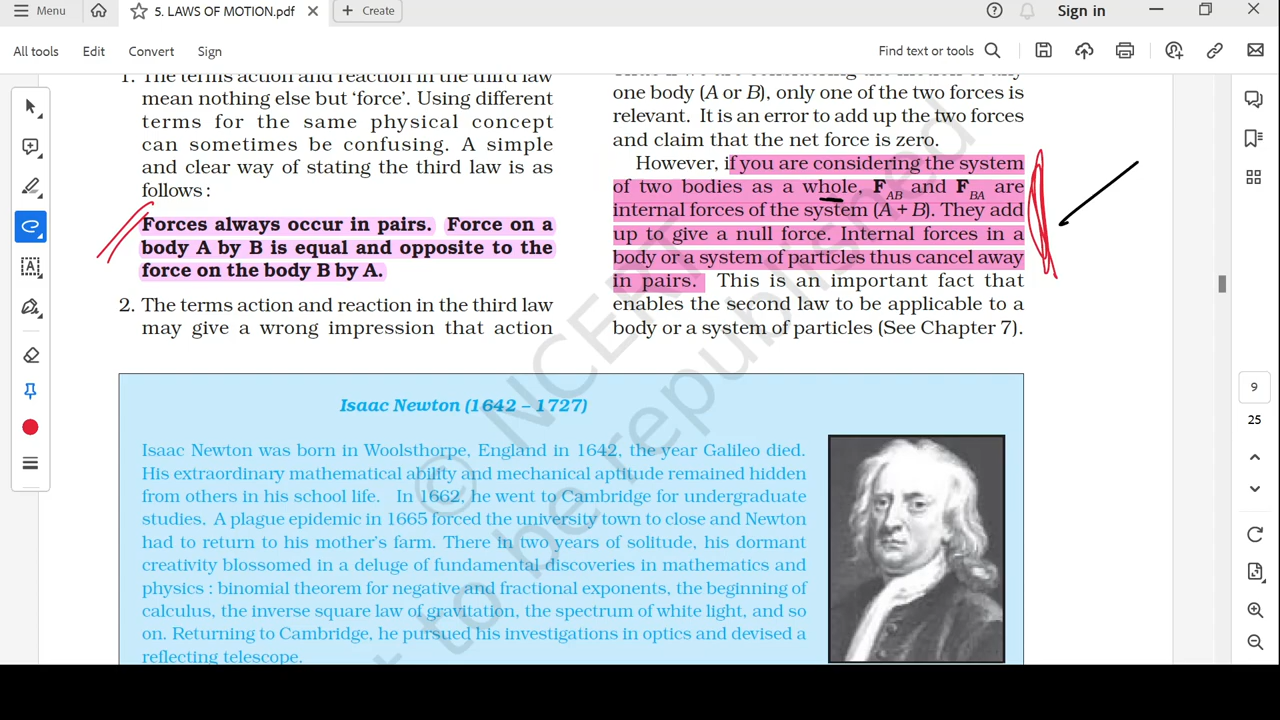 Menu
5. LAWS OF MOTION.pdf
Create
Sign in
All tools
Edit
Convert
Sign
Find text or tools
1. The terms action and reaction in the third law
mean nothing else but ‘force’. Using different
terms for the same physical concept
can sometimes be confusing. A simple
and clear way of stating the third law is as
follows :
Forces always occur in pairs. Force on a
body A by B is equal and opposite to the
force on the body B by A.
2. The terms action and reaction in the third law
may give a wrong impression that action
one body (A or B), only one of the two forces is
relevant. It is an error to add up the two forces
and claim that the net force is zero.
However, if you are considering the system
of two bodies as a whole, FAB and FBA are
internal forces of the system (A + B). They add
up to give a null force. Internal forces in a
body or a system of particles thus cancel away
in pairs. This is an important fact that
enables the second law to be applicable to a
body or a system of particles (See Chapter 7).
Isaac Newton (1642 – 1727)
Isaac Newton was born in Woolsthorpe, England in 1642, the year Galileo died.
His extraordinary mathematical ability and mechanical aptitude remained hidden
from others in his school life. In 1662, he went to Cambridge for undergraduate
studies. A plague epidemic in 1665 forced the university town to close and Newton
had to return to his mother’s farm. There in two years of solitude, his dormant
creativity blossomed in a deluge of fundamental discoveries in mathematics and
physics : binomial theorem for negative and fractional exponents, the beginning of
calculus, the inverse square law of gravitation, the spectrum of white light, and so
on. Returning to Cambridge, he pursued his investigations in optics and devised a
reflecting telescope.
© NCERT
to be republished
9
25